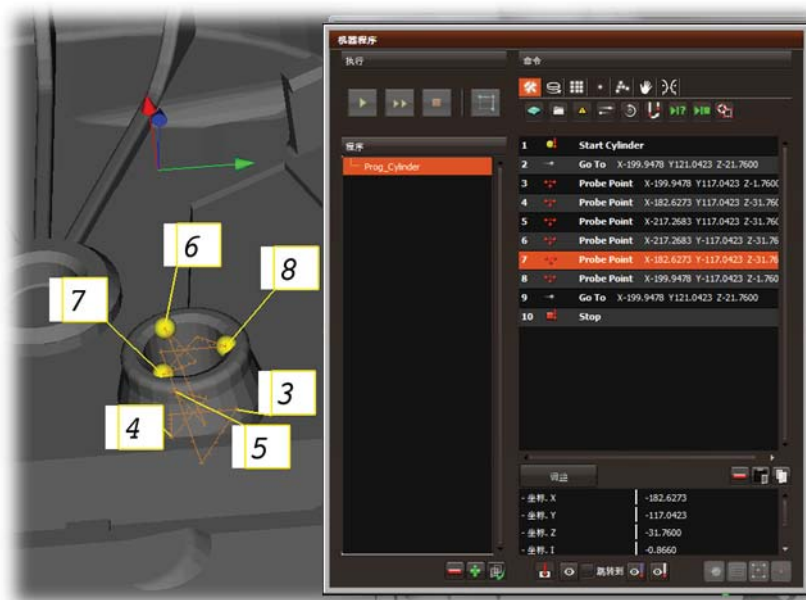 机器程序
执行
命令
程序
Prog_Cylinder
1 Start Cylinder
2 Go To X-199.9478 Y121.0423 Z-21.7600
3 Probe Point X-199.9478 Y117.0423 Z-1.7600
4 Probe Point X-182.6273 Y117.0423 Z-31.760
5 Probe Point X-217.2683 Y117.0423 Z-31.760
6 Probe Point X-217.2683 Y-117.0423 Z-31.76
7 Probe Point X-182.6273 Y-117.0423 Z-31.76
8 Probe Point X-199.9478 Y-117.0423 Z-1.760
9 Go To X-199.9478 Y121.0423 Z-21.7600
10 Stop
6
8
7
3
4
5
- 坐标. X -182.6273
- 坐标. Y -117.0423
- 坐标. Z -31.7600
- 坐标. I -0.8660
跳转到